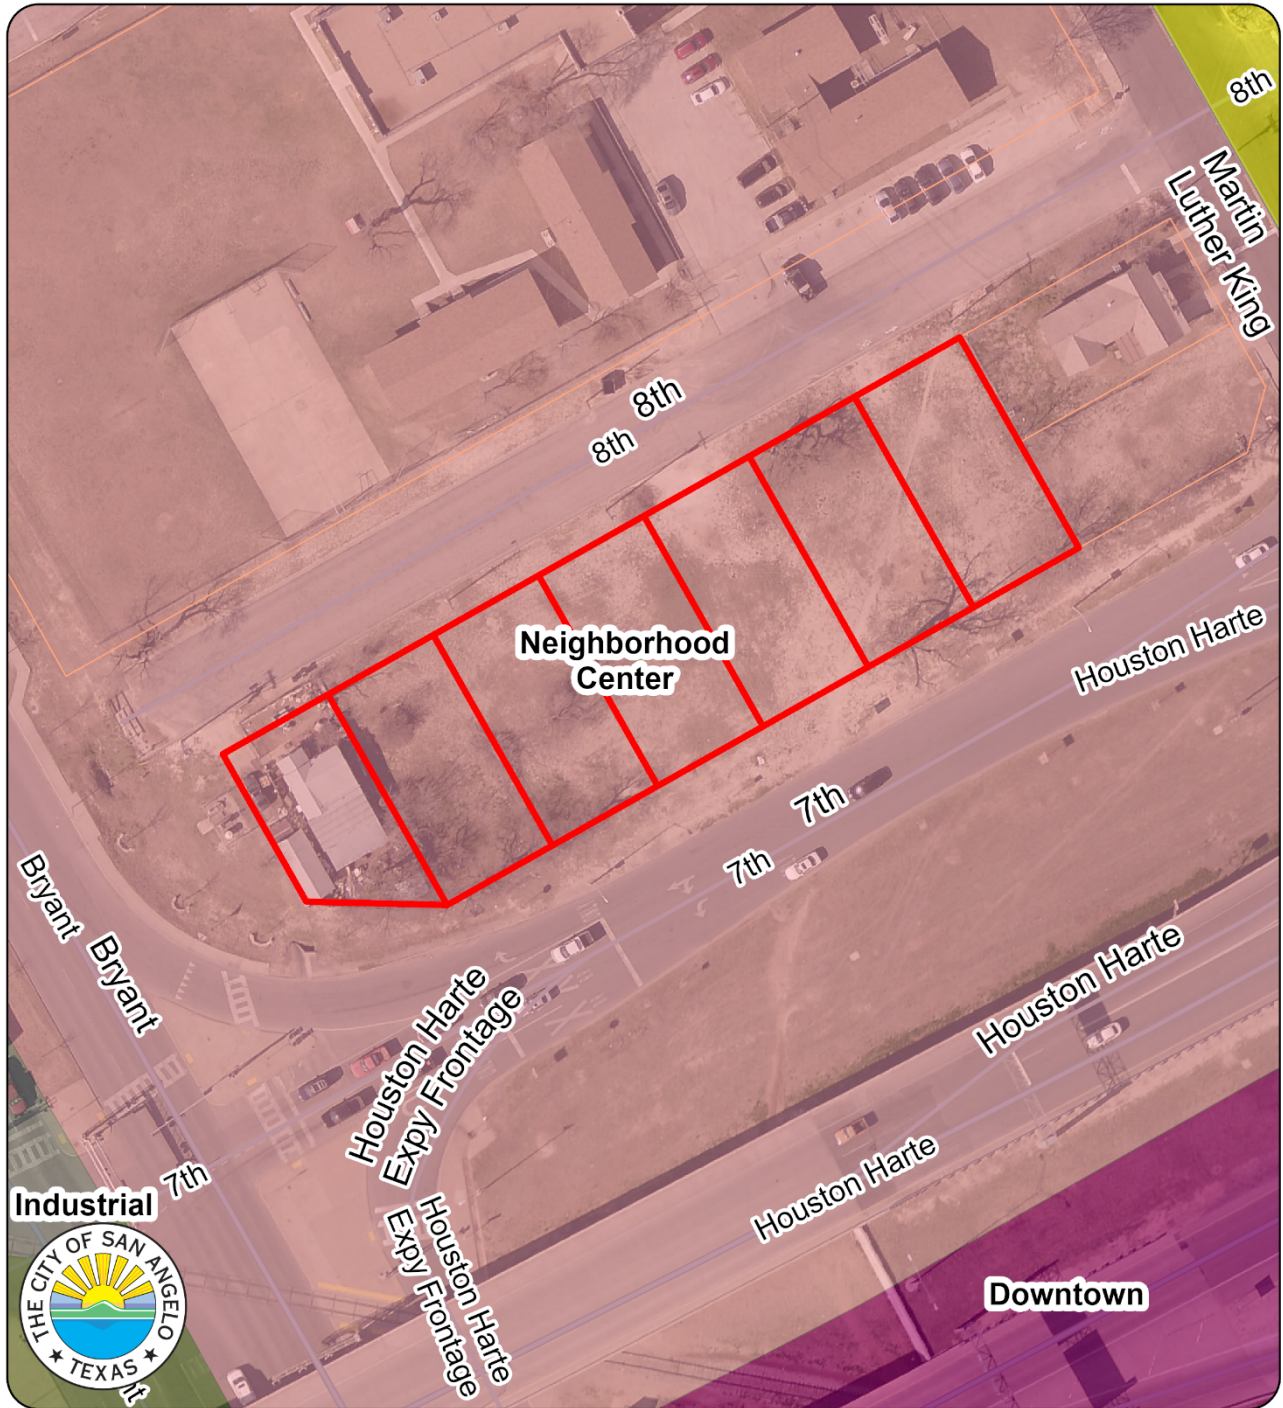 8th
Martin
Luther King
8th
8th
Neighborhood
Center
Houston Harte
7th
7th
Bryant
Bryant
Houston Harte
Expy Frontage
Houston Harte
7th
Houston Harte
Houston Harte
Expy Frontage
Industrial
THE CITY OF SAN ANGELO
TEXAS
Downtown